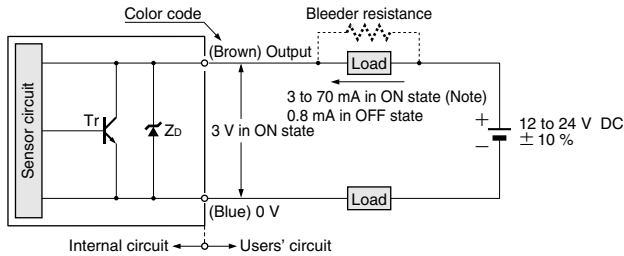 Color code
Bleeder resistance
(Brown) Output
Load
Sensor circuit
Tr
ZD
3 V in ON state
3 to 70 mA in ON state (Note)
0.8 mA in OFF state
+
−
12 to 24 V DC
± 10 %
(Blue) 0 V
Load
Internal circuit
Users' circuit